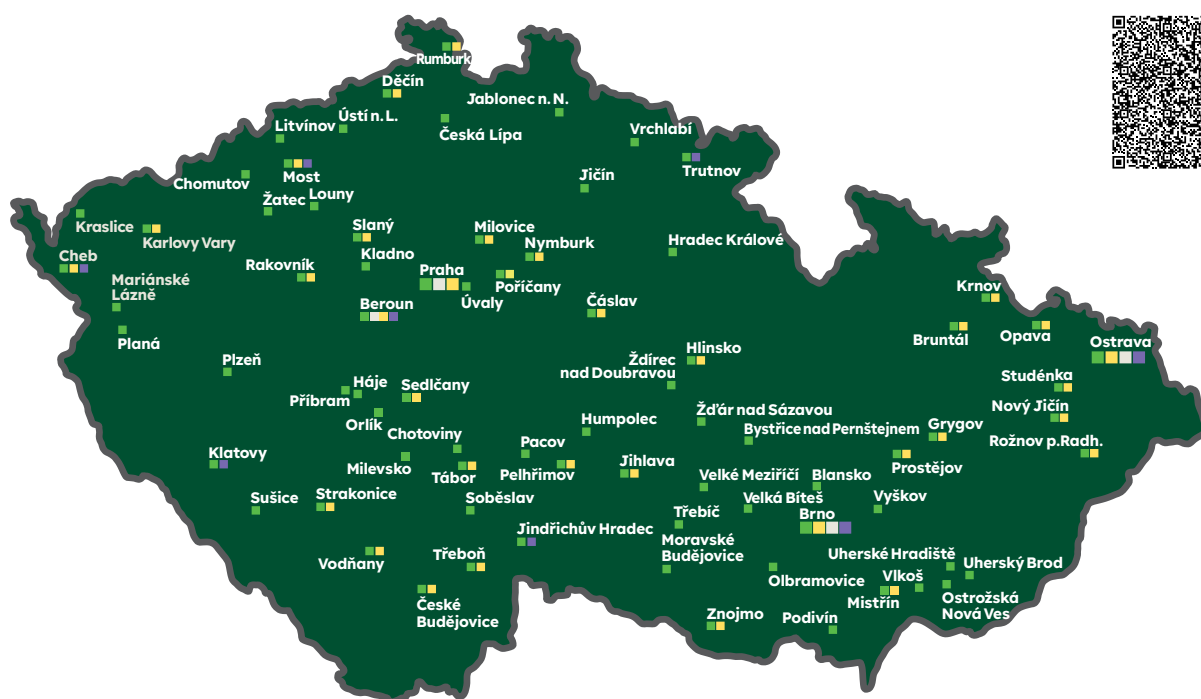 Rumburk
Děčín
Jablonec n. N.
Ústí n. L.
Česká Lípa
Litvínov
Vrchlabí
Trutnov
Most
Chomutov
Jičín
Žatec
Louny
Kraslice
Karlovy Vary
Slaný
Milovice
Nymburk
Hradec Králové
Cheb
Kladno
Rakovník
Praha
Poříčany
Mariánské
Lázně
Úvaly
Krnov
Beroun
Čáslav
Planá
Bruntál
Opava
Ostrava
Hlinsko
Plzeň
Ždírec
nad Doubravou
Studénka
Háje
Sedlčany
Příbram
Nový Jičín
Orlík
Humpolec
Žďár nad Sázavou
Bystřice nad Pernštejnem
Grygov
Chotoviny
Rožnov p.Radh.
Klatovy
Pacov
Milevsko
Tábor
Pelhřimov
Jihlava
Prostějov
Velké Meziříčí
Blansko
Sušice
Strakonice
Soběslav
Velká Bíteš
Vyškov
Třebíč
Brno
Jindřichův Hradec
Moravské
Budějovice
Vodňany
Třeboň
Uherské Hradiště
Uherský Brod
Olbramovice
Vlkoš
Mistřín
České
Budějovice
Ostrožská
Nová Ves
Znojmo
Podivín